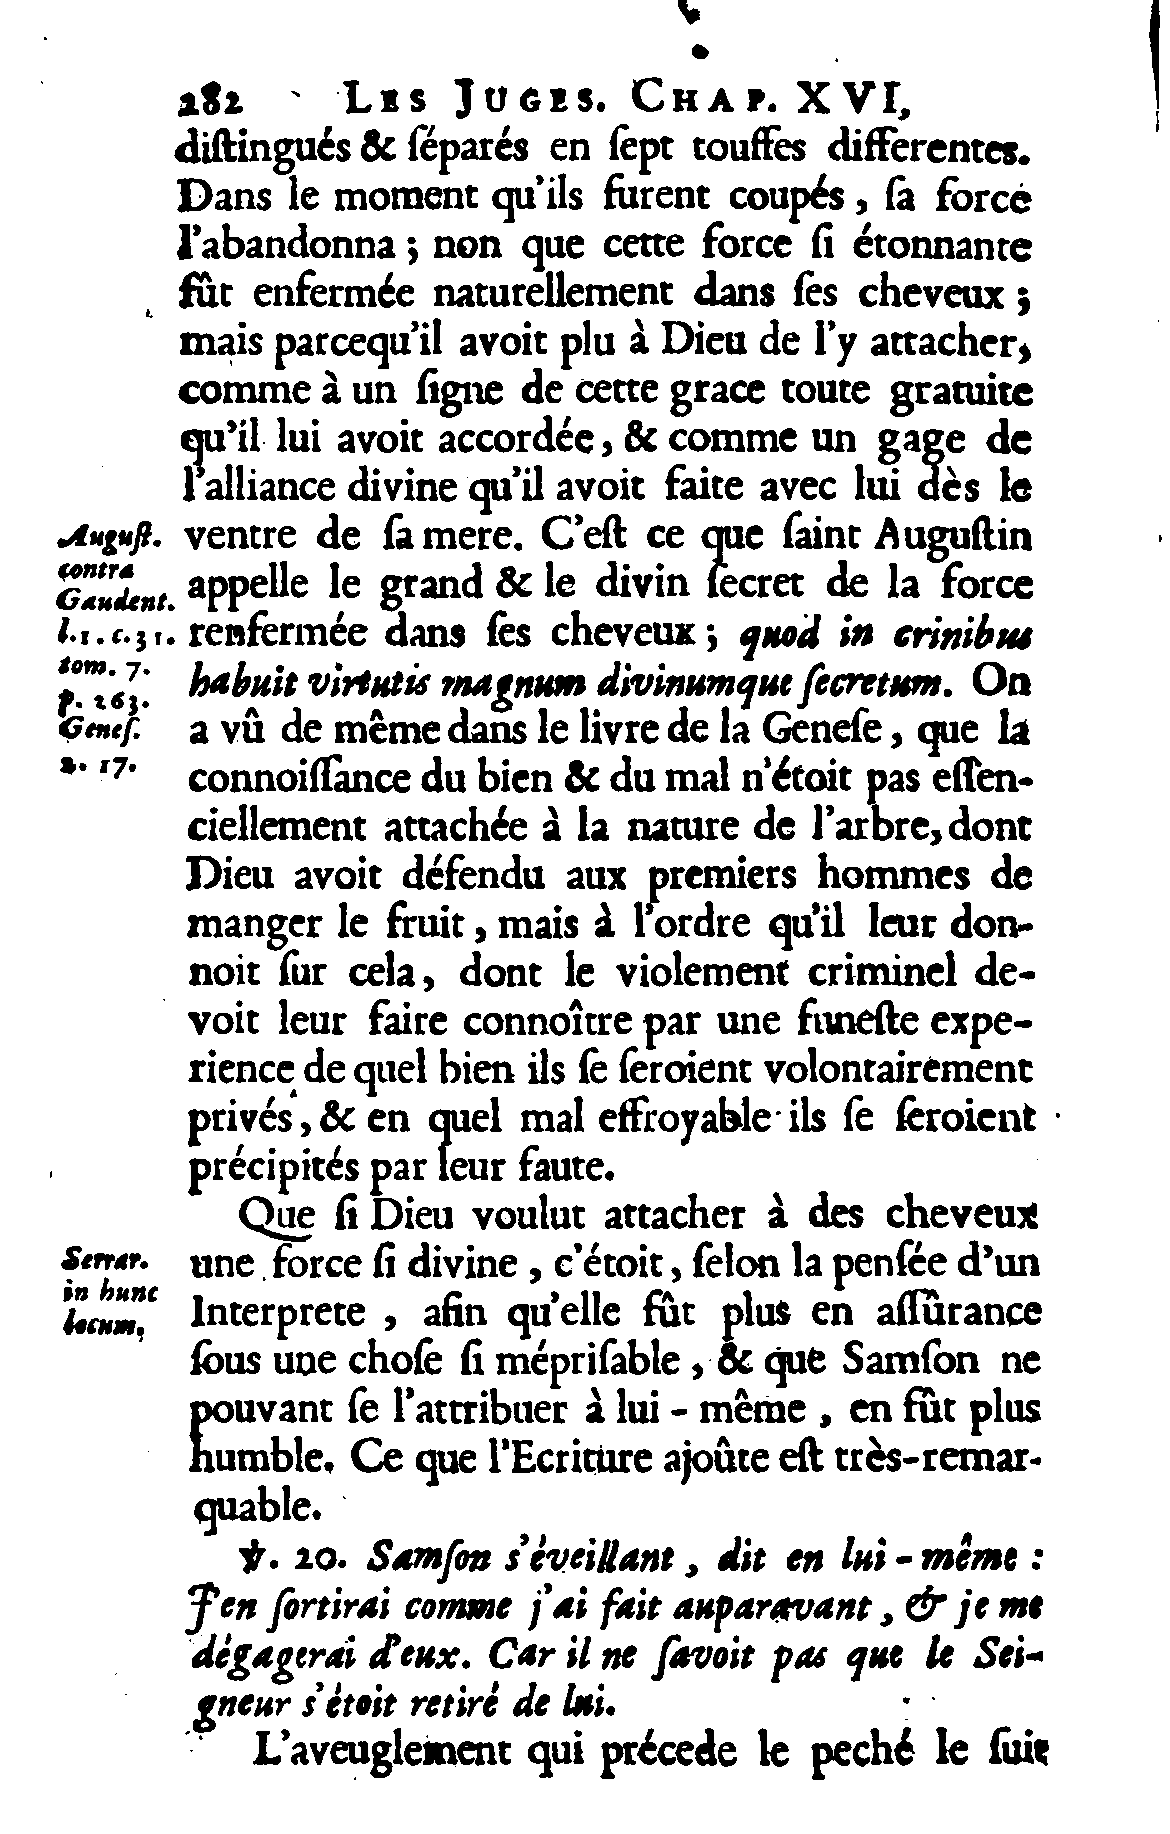 282 LES JUGES. CHAP. XVI,
diſtingués & ſéparés en ſept touffes differentes.
Dans le moment qu'ils furent coupés, ſa force
l'abandonna ; non que cette force ſi étonnante
fût enfermée naturellement dans ſes cheveux ;
mais parcequ'il avoit plu à Dieu de l'y attacher,
comme à un ſigne de cette grace toute gratuite
qu'il lui avoit accordée, & comme un gage de
l'alliance divine qu'il avoit faite avec lui dès le
ventre de ſa mere. C'eſt ce que ſaint Auguſtin
appelle le grand & le divin ſecret de la force
renfermée dans ſes cheveux ; quod in crinibus
habuit virtutis magnum divinumque ſecretum. On
a vû de même dans le livre de la Geneſe, que la
connoiſſance du bien & du mal n'étoit pas eſſen-
ciellement attachée à la nature de l'arbre, dont
Dieu avoit défendu aux premiers hommes de
manger le fruit, mais à l'ordre qu'il leur don-
noit ſur cela, dont le violement criminel de-
voit leur faire connoître par une funeſte expe-
rience de quel bien ils ſe ſeroient volontairement
privés, & en quel mal effroyable ils ſe ſeroient
précipités par leur faute.
Que ſi Dieu voulut attacher à des cheveux
une force ſi divine, c'étoit, ſelon la penſée d'un
Interprete, afin qu'elle fût plus en aſſûrance
ſous une choſe ſi mépriſable, & que Samſon ne
pouvant ſe l'attribuer à lui-même, en fût plus
humble. Ce que l'Ecriture ajoûte eſt très-remar-
quable.
℣. 20. Samſon s'éveillant, dit en lui-même :
J'en ſortirai comme j'ai fait auparavant, & je me
dégagerai d'eux. Car il ne ſavoit pas que le Sei-
gneur s'étoit retiré de lui.
L'aveuglement qui précede le peché le ſuit
Auguſt.
contra
Gaudent.
l.1. c.31.
tom. 7.
p. 263.
Geneſ.
2. 17.
Serrar.
in hunc
locum,